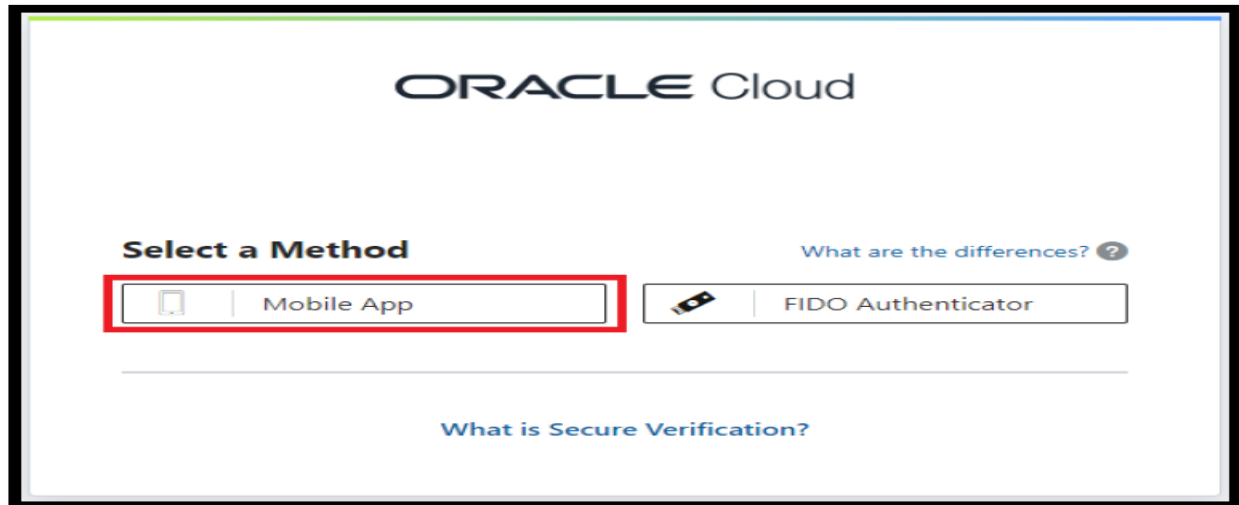 ORACLE Cloud
Select a Method
What are the differences? ?
Mobile App
FIDO Authenticator
What is Secure Verification?